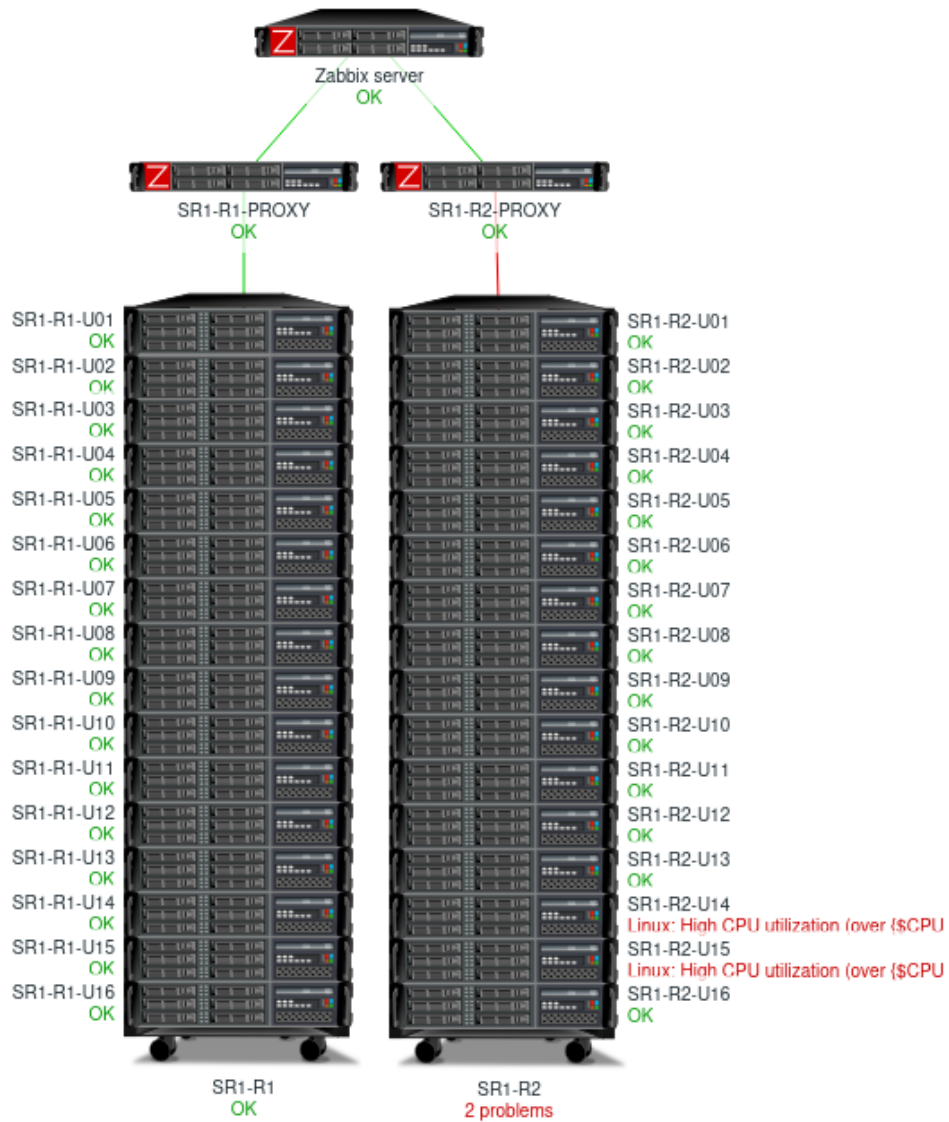 Z
Zabbix server
OK
Z
Z
SR1-R1-PROXY
OK
SR1-R2-PROXY
OK
SR1-R1-U01
OK
SR1-R1-U02
OK
SR1-R1-U03
OK
SR1-R1-U04
OK
SR1-R1-U05
OK
SR1-R1-U06
OK
SR1-R1-U07
OK
SR1-R1-U08
OK
SR1-R1-U09
OK
SR1-R1-U10
OK
SR1-R1-U11
OK
SR1-R1-U12
OK
SR1-R1-U13
OK
SR1-R1-U14
OK
SR1-R1-U15
OK
SR1-R1-U16
OK
SR1-R1
OK
SR1-R2-U01
OK
SR1-R2-U02
OK
SR1-R2-U03
OK
SR1-R2-U04
OK
SR1-R2-U05
OK
SR1-R2-U06
OK
SR1-R2-U07
OK
SR1-R2-U08
OK
SR1-R2-U09
OK
SR1-R2-U10
OK
SR1-R2-U11
OK
SR1-R2-U12
OK
SR1-R2-U13
OK
SR1-R2-U14
Linux: High CPU utilization (over {$CPU
SR1-R2-U15
Linux: High CPU utilization (over {$CPU
SR1-R2-U16
OK
SR1-R2
2 problems